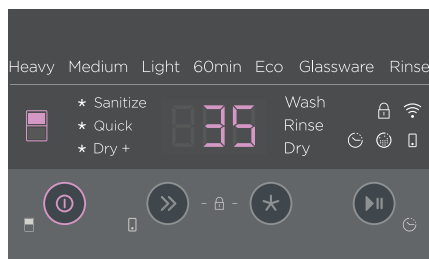 Heavy Medium Light 60min Eco Glassware Rinse
* Sanitize
* Quick
* Dry +
35
Wash
Rinse
Dry